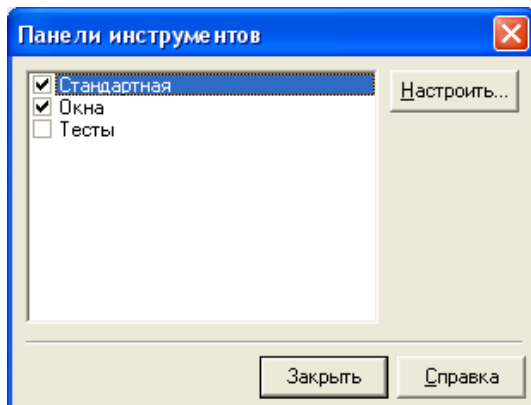 Панели инструментов
Стандартная
Настроить...
Окна
Тесты
Закрыть
Справка